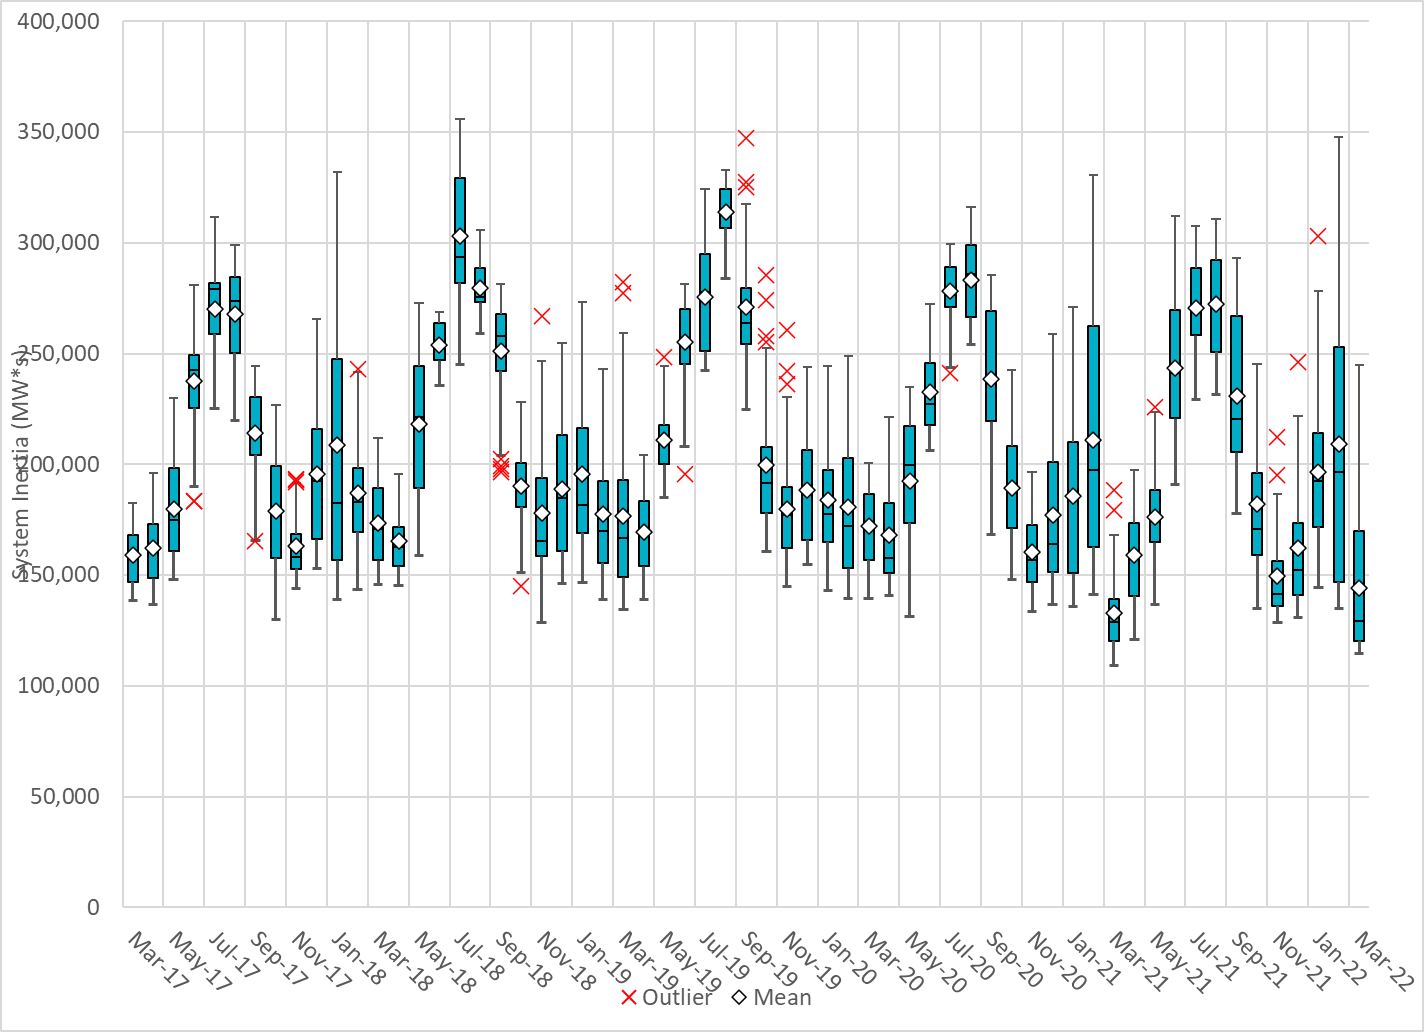 400,000
350,000
300,000
250,000
200,000
150,000
100,000
50,000
0
System Inertia (MW*s)
Mar-17
May-17
Jul-17
Sep-17
Nov-17
Jan-18
Mar-18
May-18
Jul-18
Sep-18
Nov-18
Jan-19
Mar-19
May-19
Jul-19
Sep-19
Nov-19
Jan-20
Mar-20
May-20
Jul-20
Sep-20
Nov-20
Jan-21
Mar-21
May-21
Jul-21
Sep-21
Nov-21
Jan-22
Mar-22
Outlier Mean